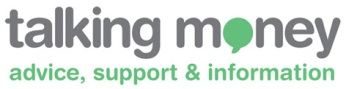 talking money
advice, support & information